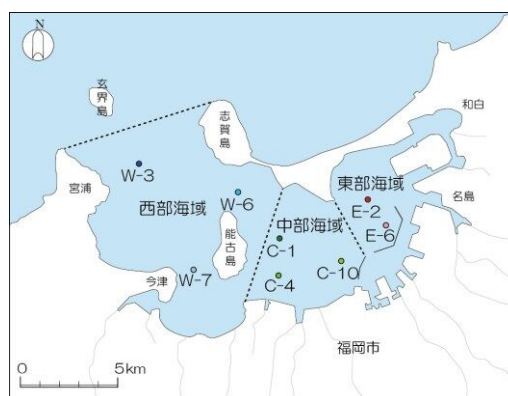 N
玄界島
志賀島
和白
宮浦
W-3
東部海域
名島
西部海域
W-6
E-2
中部海域
E-6
能古島
C-1
今津
W-7
C-4
C-10
福岡市
0
5km